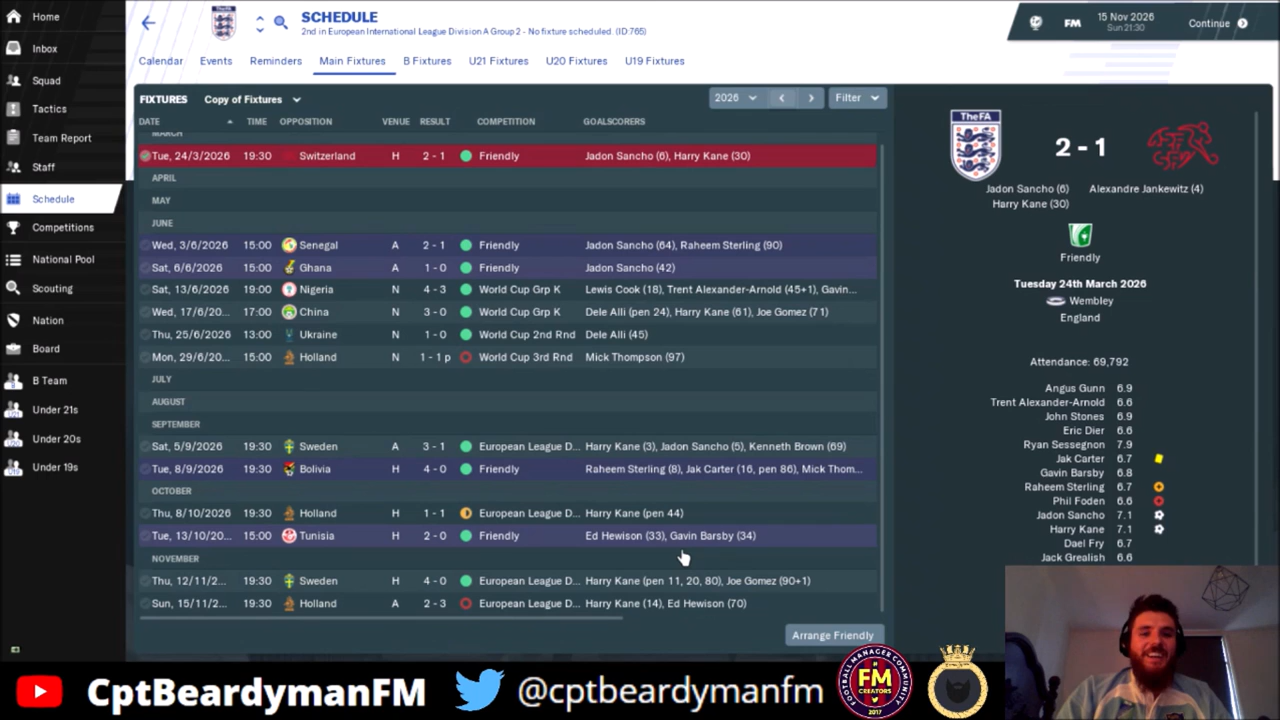 Home
Inbox
Squad
Tactics
Team Report
Staff
Schedule
Competitions
National Pool
Scouting
Nation
Board
B Team
Under 21s
Under 20s
Under 19s
SCHEDULE
2nd in European International League Division A Group 2 - No fixture scheduled. (ID 765)
FM 15 Nov 2026 Sun 21:30 Continue
Calendar Events Reminders Main Fixtures B Fixtures U21 Fixtures U20 Fixtures U19 Fixtures
FIXTURES Copy of Fixtures 2026 Filter
DATE TIME OPPOSITION VENUE RESULT COMPETITION GOALSCORERS
MARCH
Tue, 24/3/2026 19:30 Switzerland H 2 - 1 Friendly Jadon Sancho (6), Harry Kane (30)
APRIL
MAY
JUNE
Wed, 3/6/2026 15:00 Senegal A 2 - 1 Friendly Jadon Sancho (64), Raheem Sterling (90)
Sat, 6/6/2026 15:00 Ghana A 1 - 0 Friendly Jadon Sancho (42)
Sat, 13/6/2026 19:00 Nigeria N 4 - 3 World Cup Grp K Lewis Cook (18), Trent Alexander-Arnold (45+1), Gavin...
Wed, 17/6/20... 17:00 China N 3 - 0 World Cup Grp K Dele Alli (pen 24), Harry Kane (61), Joe Gomez (71)
Thu, 25/6/2026 13:00 Ukraine N 1 - 0 World Cup 2nd Rnd Dele Alli (45)
Mon, 29/6/20... 15:00 Holland N 1 - 1 p World Cup 3rd Rnd Mick Thompson (97)
JULY
AUGUST
SEPTEMBER
Sat, 5/9/2026 19:30 Sweden A 3 - 1 European League D... Harry Kane (3), Jadon Sancho (5), Kenneth Brown (69)
Tue, 8/9/2026 19:30 Bolivia H 4 - 0 Friendly Raheem Sterling (8), Jak Carter (16, pen 86), Mick Thom...
OCTOBER
Thu, 8/10/2026 19:30 Holland H 1 - 1 European League D... Harry Kane (pen 44)
Tue, 13/10/20... 15:00 Tunisia H 2 - 0 Friendly Ed Hewison (33), Gavin Barsby (34)
NOVEMBER
Thu, 12/11/2... 19:30 Sweden H 4 - 0 European League D... Harry Kane (pen 11, 20, 80), Joe Gomez (90+1)
Sun, 15/11/2... 19:30 Holland A 2 - 3 European League D... Harry Kane (14), Ed Hewison (70)
Arrange Friendly
TheFA
2 - 1
Jadon Sancho (6) Alexandre Jankewitz (4)
Harry Kane (30)
Friendly
Tuesday 24th March 2026
Wembley
England
Attendance: 69,792
Angus Gunn 6.9
Trent Alexander-Arnold 6.6
John Stones 6.9
Eric Dier 6.6
Ryan Sessegnon 7.9
Jak Carter 6.7
Gavin Barsby 6.8
Raheem Sterling 6.7
Phil Foden 6.6
Jadon Sancho 7.1
Harry Kane 7.1
Dael Fry 6.7
Jack Grealish 6.6
CptBeardymanFM @cptbeardymanfm
FOOTBALL MANAGER COMMUNITY
FM
CREATORS
2017